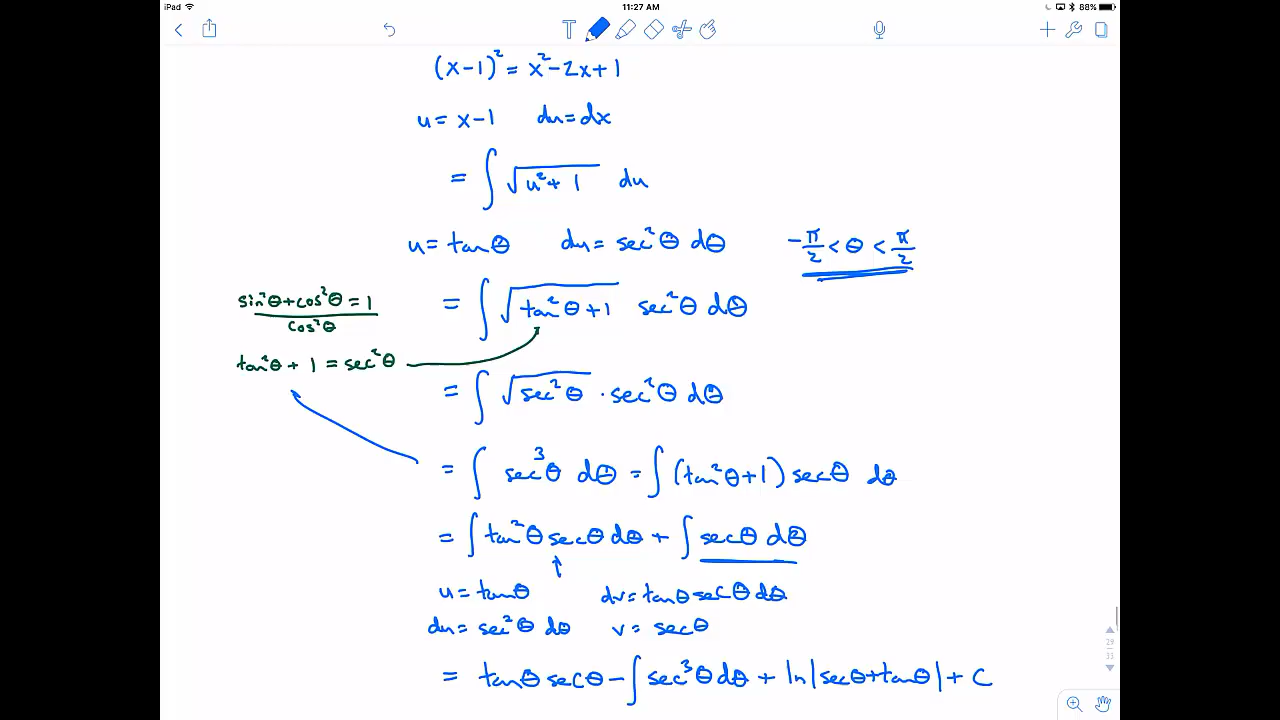 iPad 11:27 AM 88%
T
(x-1)² = x²-2x+1
u = x-1 du = dx
= ∫ √(u²+1) du
u = tanθ du = sec²θ dθ -π/2 < θ < π/2
sin²θ+cos²θ = 1
cos²θ
= ∫ √(tan²θ+1) sec²θ dθ
tan²θ + 1 = sec²θ
= ∫ √(sec²θ) · sec²θ dθ
= ∫ sec³θ dθ = ∫ (tan²θ+1) secθ dθ
= ∫ tan²θ secθ dθ + ∫ secθ dθ
u = tanθ dv = tanθ secθ dθ
du = sec²θ dθ v = secθ
29
33
= tanθ secθ - ∫ sec³θ dθ + ln|secθ+tanθ| + C